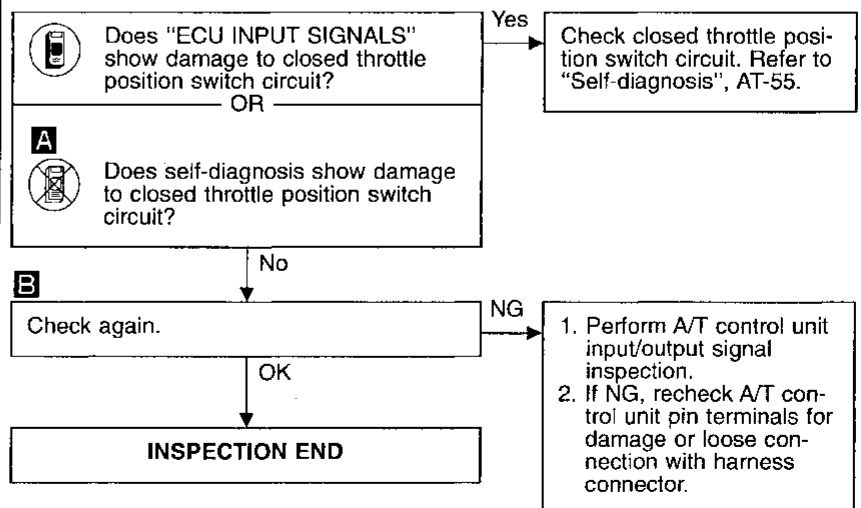 Does "ECU INPUT SIGNALS"
show damage to closed throttle
position switch circuit?
Yes
Check closed throttle posi-
tion switch circuit. Refer to
"Self-diagnosis", AT-55.
OR
A
Does self-diagnosis show damage
to closed throttle position switch
circuit?
No
B
Check again.
NG
1. Perform A/T control unit
input/output signal
inspection.
2. If NG, recheck A/T con-
trol unit pin terminals for
damage or loose con-
nection with harness
connector.
OK
INSPECTION END